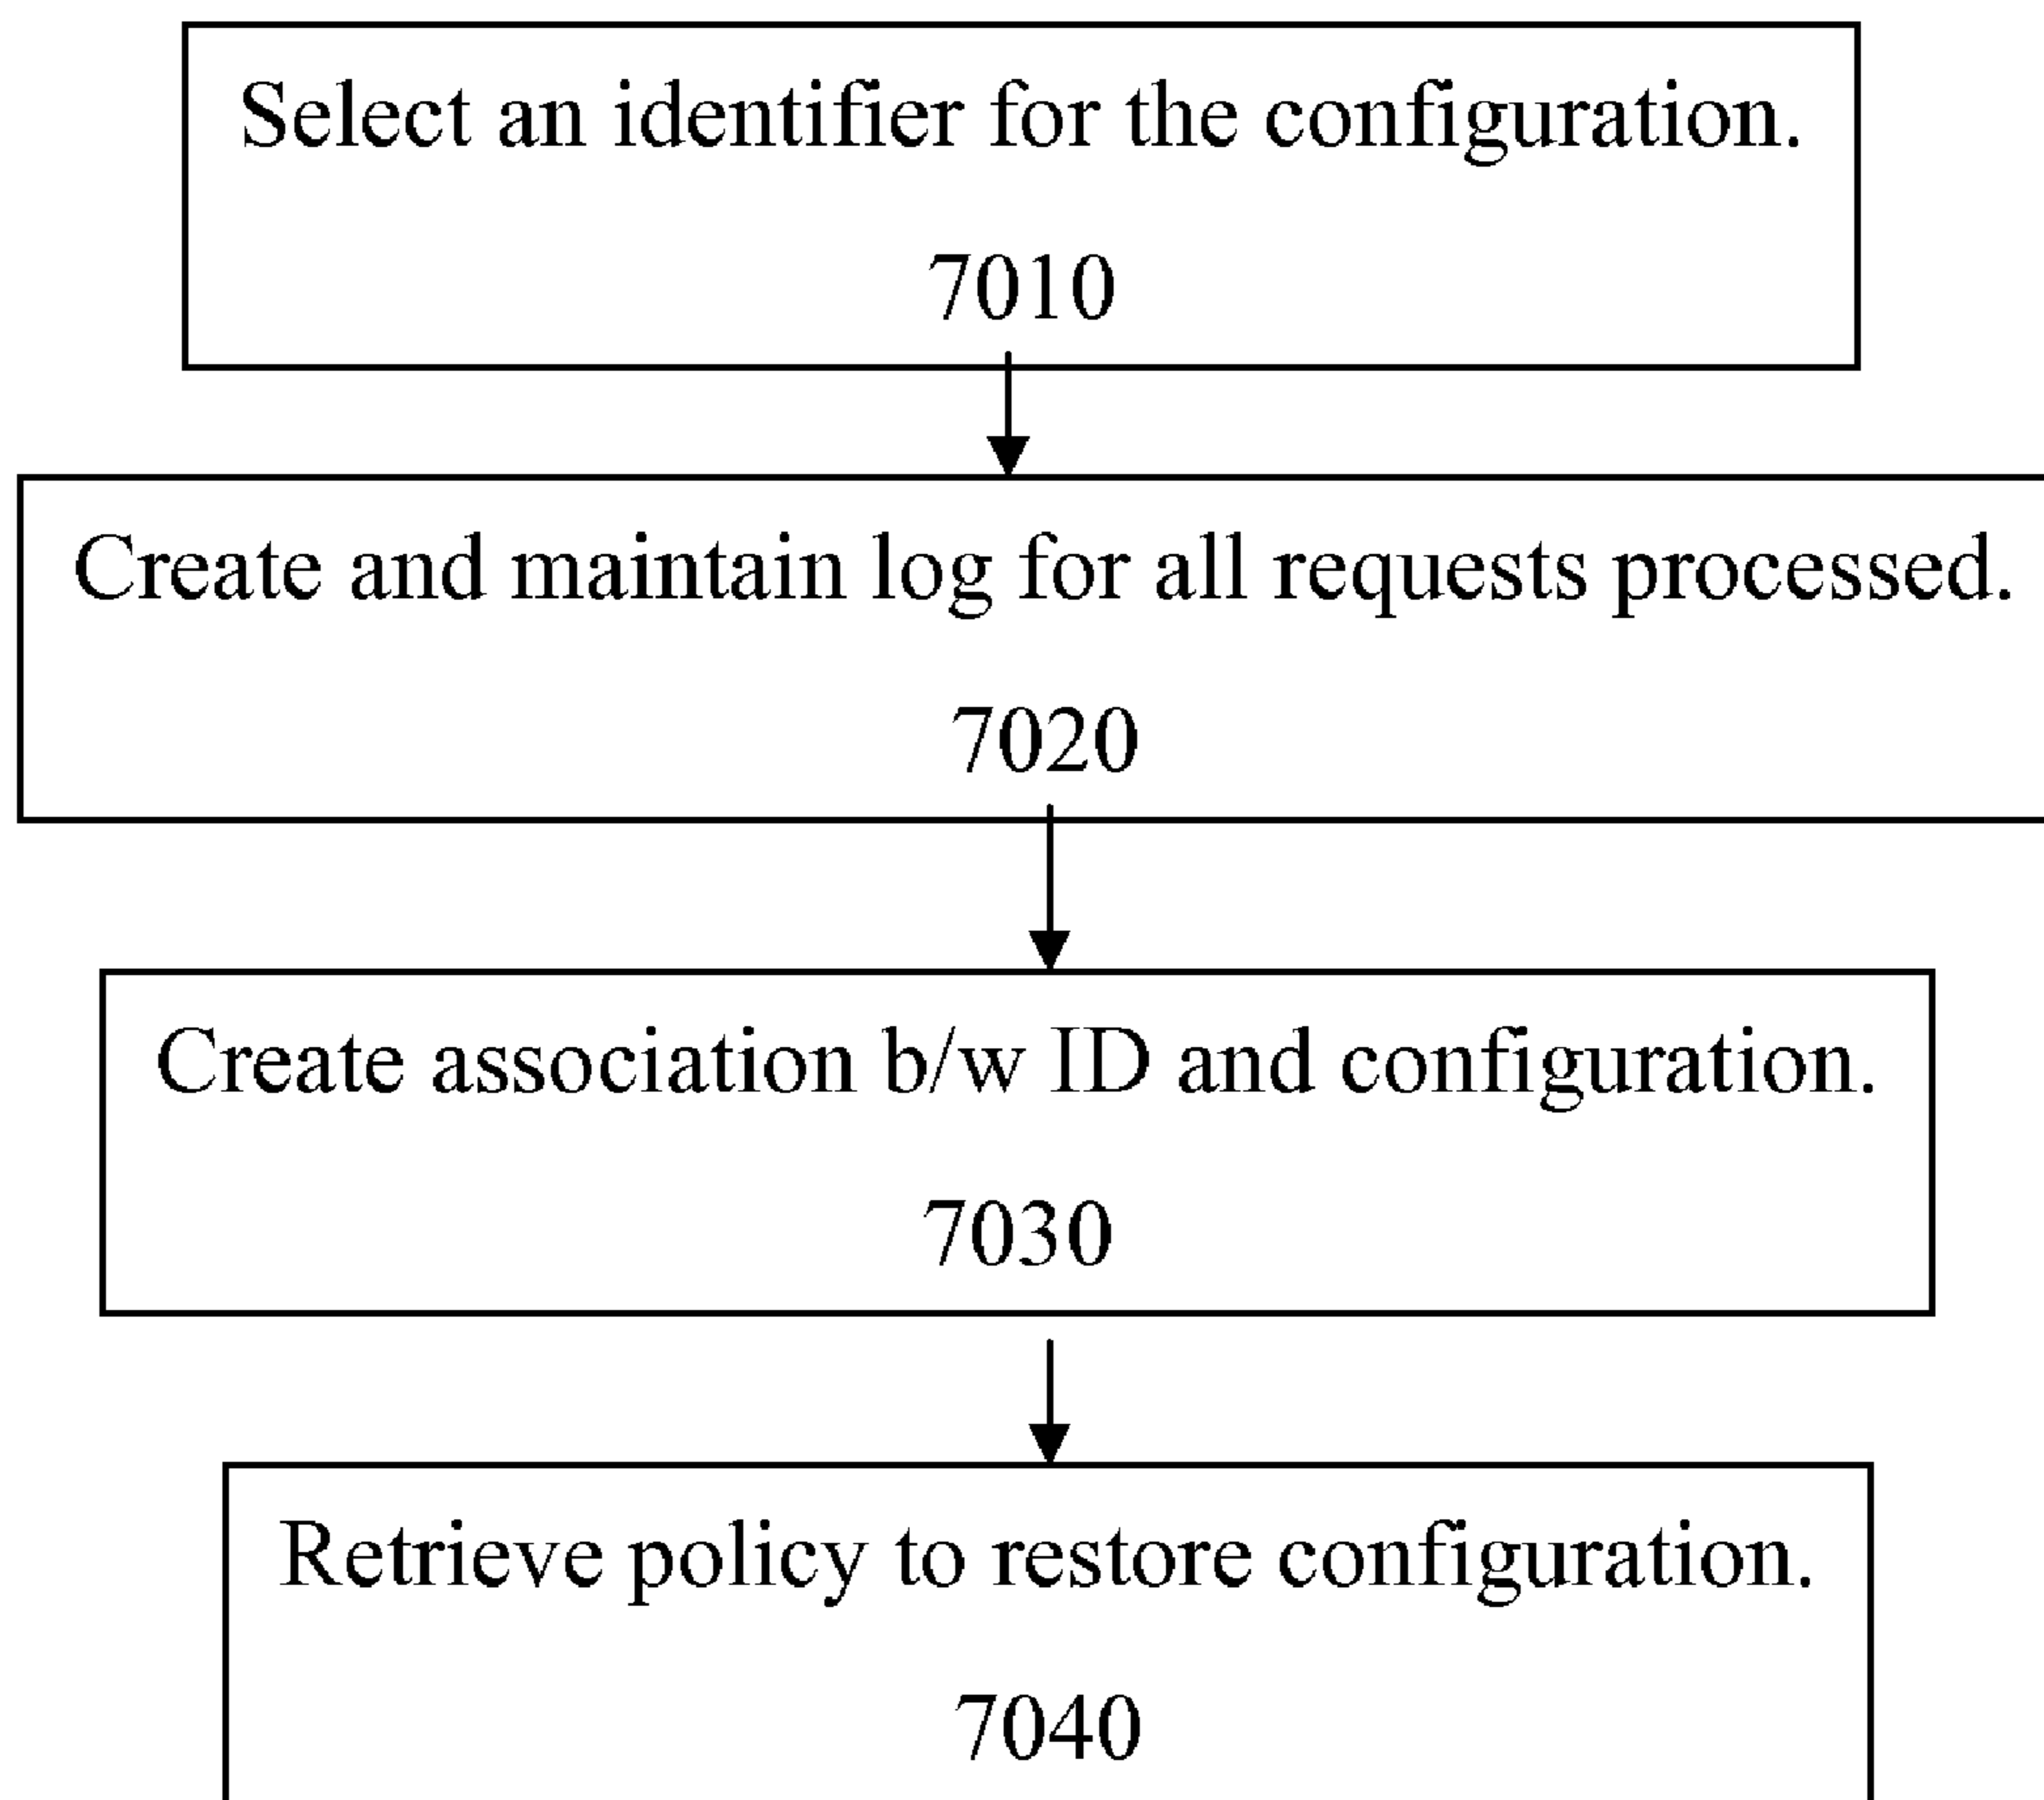 Select an identifier for the configuration.
7010
Create and maintain log for all requests processed.
7020
Create association b/w ID and configuration.
7030
Retrieve policy to restore configuration.
7040